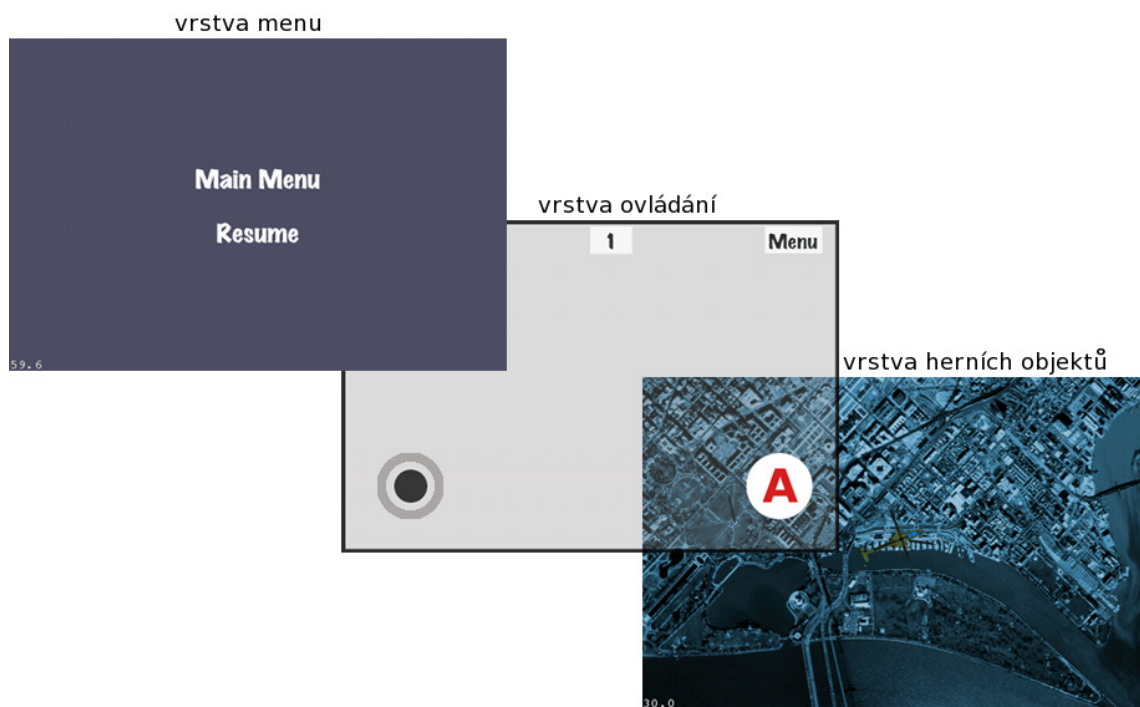 vrstva menu
Main Menu
Resume
59.6
vrstva ovládání
1
Menu
A
vrstva herních objektů
30.0